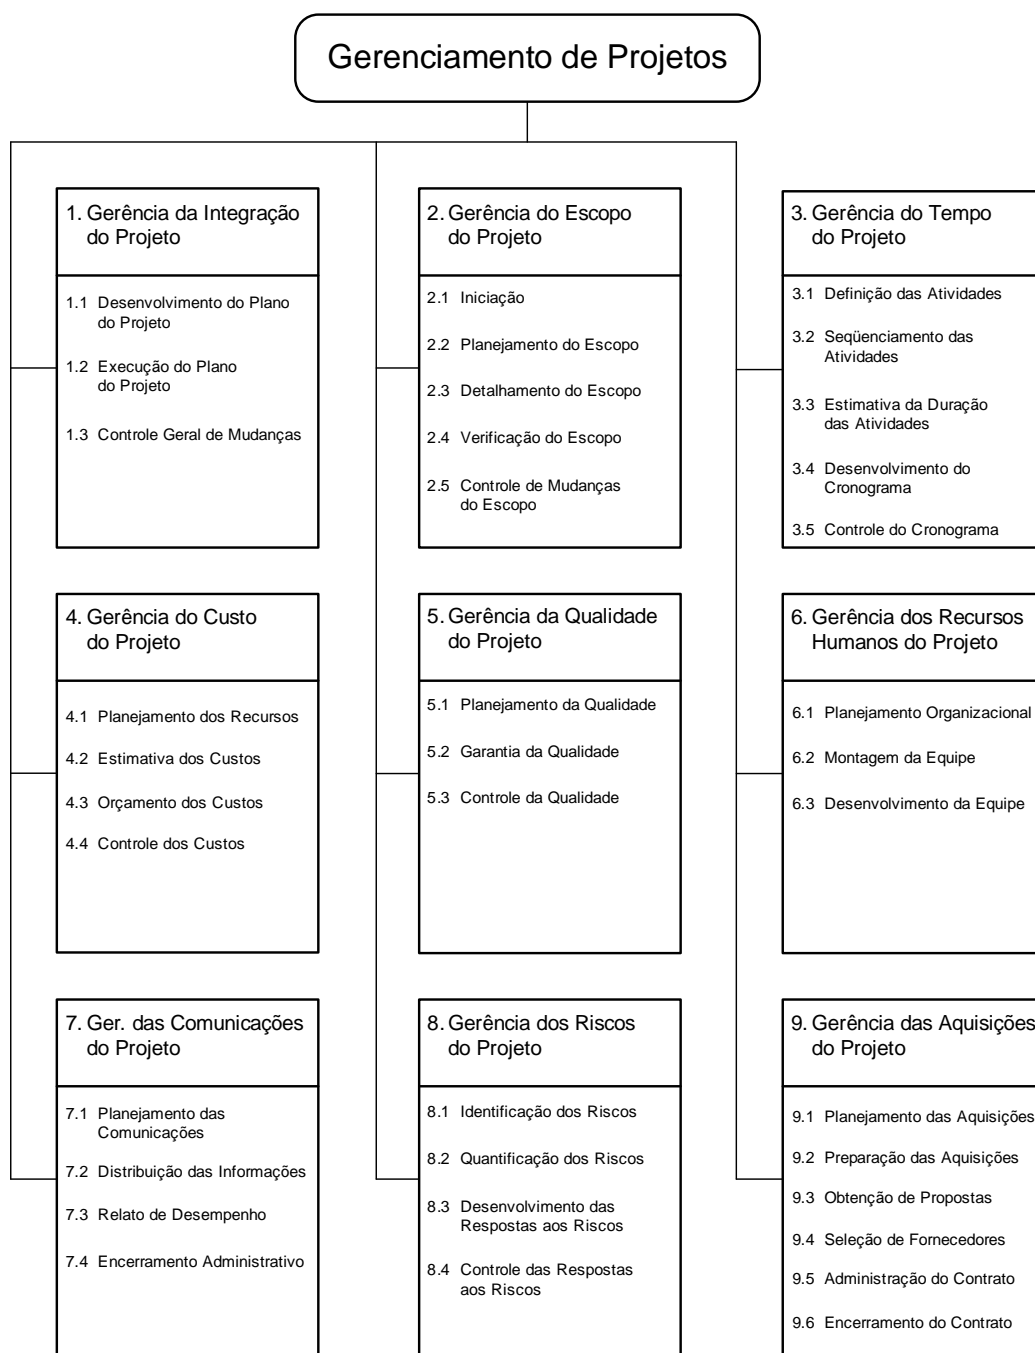 Gerenciamento de Projetos
1. Gerência da Integração
do Projeto
1.1 Desenvolvimento do Plano
do Projeto
1.2 Execução do Plano
do Projeto
1.3 Controle Geral de Mudanças
2. Gerência do Escopo
do Projeto
2.1 Iniciação
2.2 Planejamento do Escopo
2.3 Detalhamento do Escopo
2.4 Verificação do Escopo
2.5 Controle de Mudanças
do Escopo
3. Gerência do Tempo
do Projeto
3.1 Definição das Atividades
3.2 Seqüenciamento das
Atividades
3.3 Estimativa da Duração
das Atividades
3.4 Desenvolvimento do
Cronograma
3.5 Controle do Cronograma
4. Gerência do Custo
do Projeto
4.1 Planejamento dos Recursos
4.2 Estimativa dos Custos
4.3 Orçamento dos Custos
4.4 Controle dos Custos
5. Gerência da Qualidade
do Projeto
5.1 Planejamento da Qualidade
5.2 Garantia da Qualidade
5.3 Controle da Qualidade
6. Gerência dos Recursos
Humanos do Projeto
6.1 Planejamento Organizacional
6.2 Montagem da Equipe
6.3 Desenvolvimento da Equipe
7. Ger. das Comunicações
do Projeto
7.1 Planejamento das
Comunicações
7.2 Distribuição das Informações
7.3 Relato de Desempenho
7.4 Encerramento Administrativo
8. Gerência dos Riscos
do Projeto
8.1 Identificação dos Riscos
8.2 Quantificação dos Riscos
8.3 Desenvolvimento das
Respostas aos Riscos
8.4 Controle das Respostas
aos Riscos
9. Gerência das Aquisições
do Projeto
9.1 Planejamento das Aquisições
9.2 Preparação das Aquisições
9.3 Obtenção de Propostas
9.4 Seleção de Fornecedores
9.5 Administração do Contrato
9.6 Encerramento do Contrato